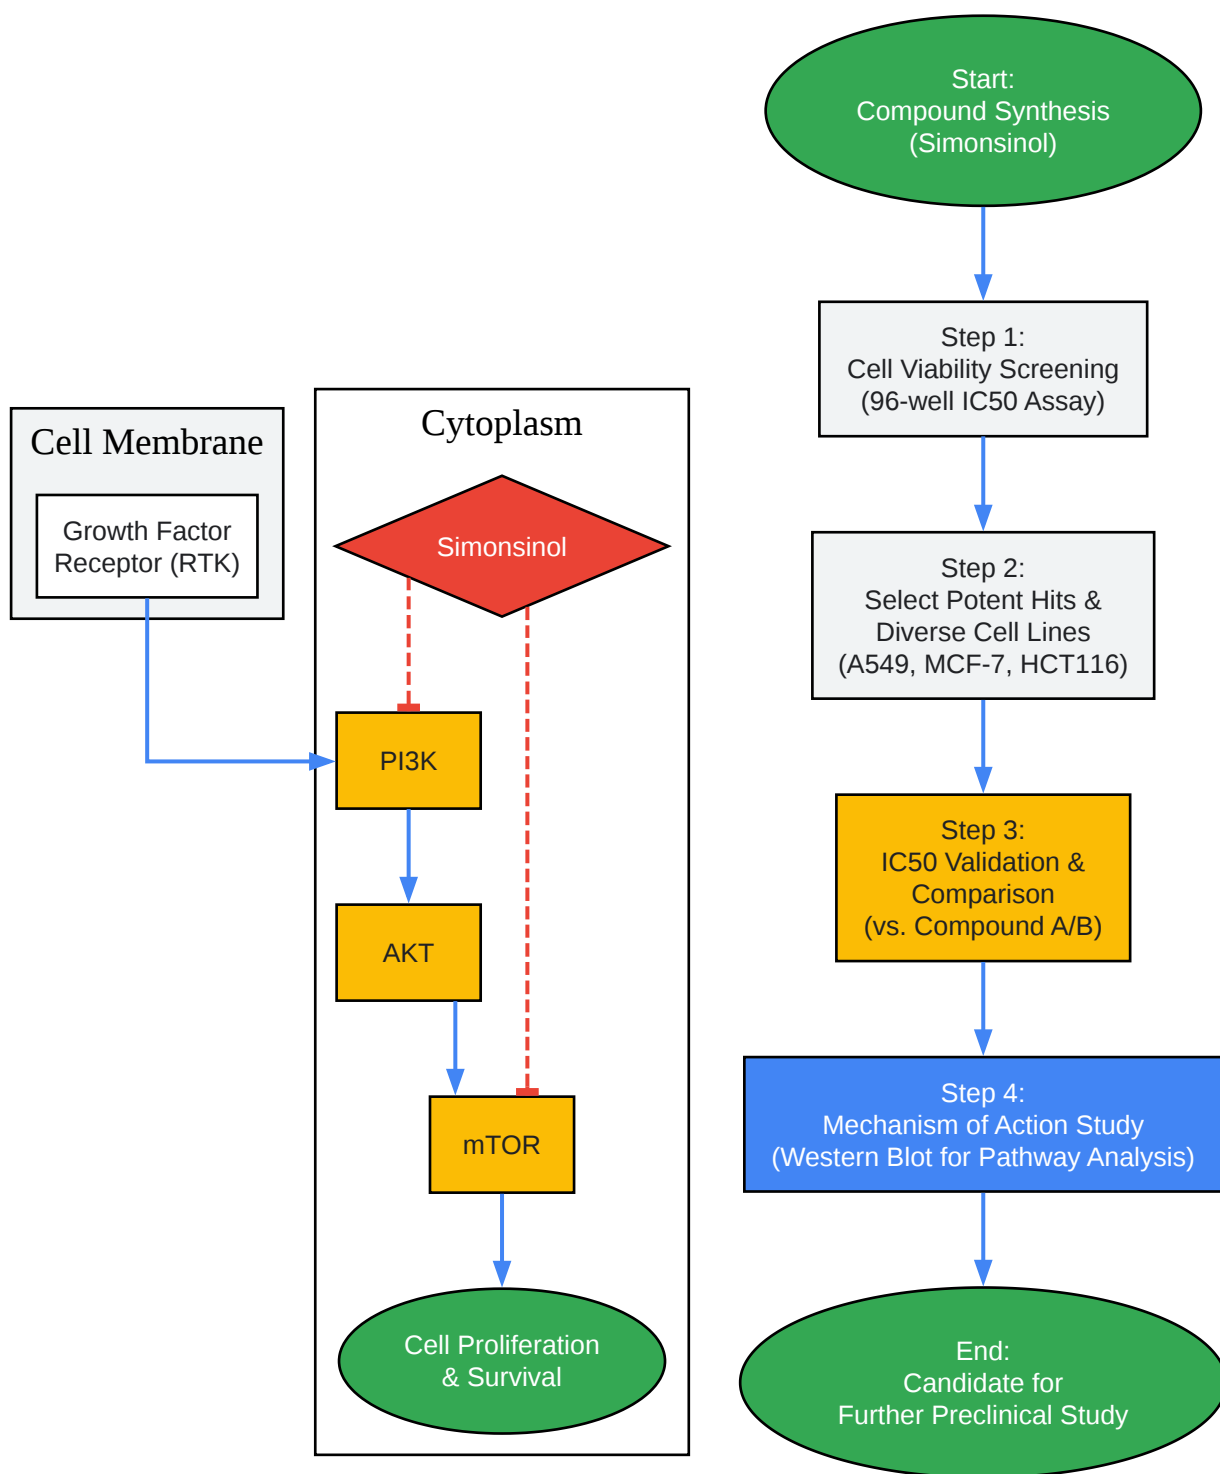 Cell Membrane
Growth Factor
Receptor (RTK)
Cytoplasm
Simonsinol
PI3K
AKT
mTOR
Cell Proliferation
& Survival
Start:
Compound Synthesis
(Simonsinol)
Step 1:
Cell Viability Screening
(96-well IC50 Assay)
Step 2:
Select Potent Hits &
Diverse Cell Lines
(A549, MCF-7, HCT116)
Step 3:
IC50 Validation &
Comparison
(vs. Compound A/B)
Step 4:
Mechanism of Action Study
(Western Blot for Pathway Analysis)
End:
Candidate for
Further Preclinical Study